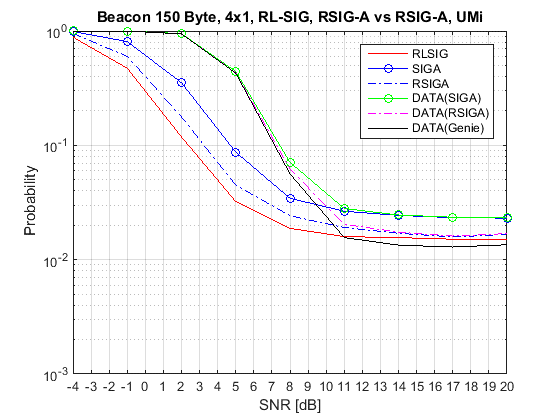 Beacon 150 Byte, 4x1, RL-SIG, RSIG-A vs RSIG-A, UMi
RLSIG
SIGA
RSIGA
DATA(SIGA)
DATA(RSIGA)
DATA(Genie)
Probability
10^0
10^-1
10^-2
10^-3
-4 -3 -2 -1 0 1 2 3 4 5 6 7 8 9 10 11 12 13 14 15 16 17 18 19 20
SNR [dB]